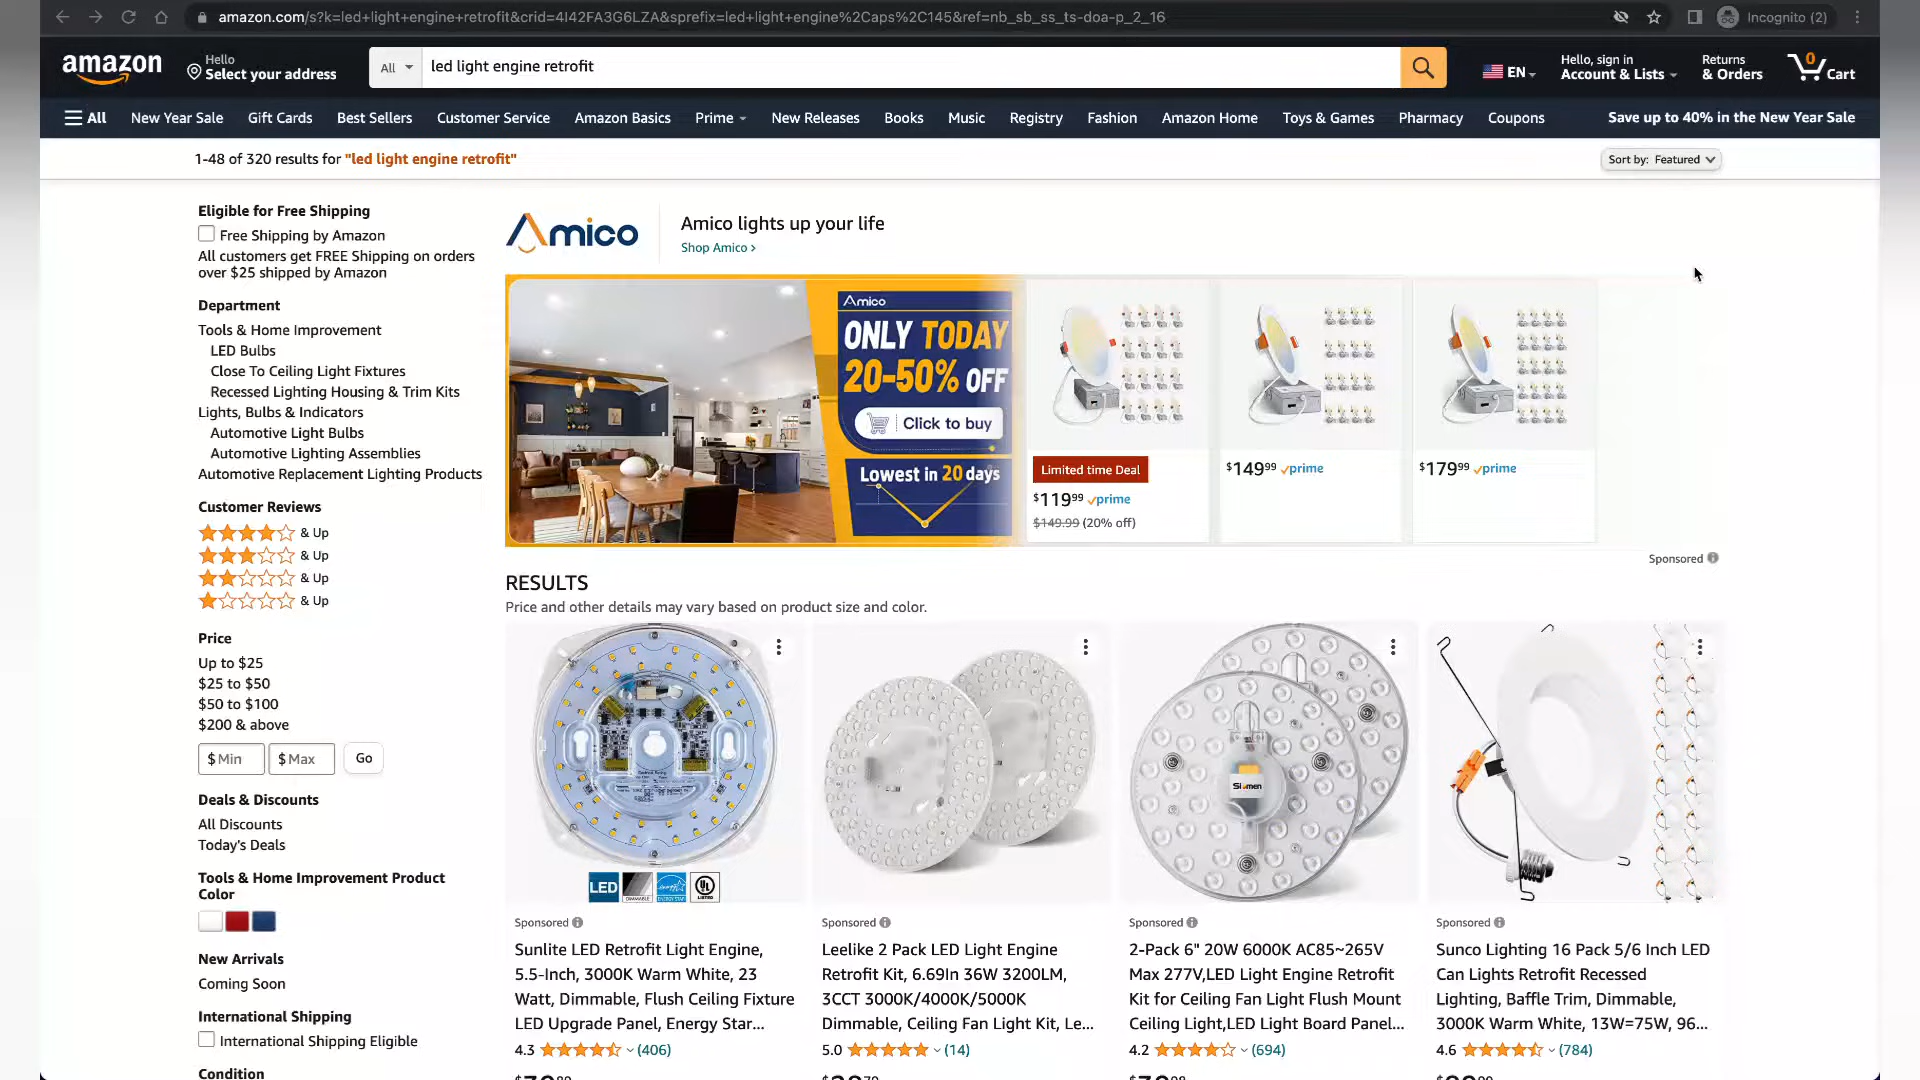 amazon.com/s?k=led+light+engine+retrofit&crid=4I42FA3G6LZA&sprefix=led+light+engine%2Caps%2C145&ref=nb_sb_ss_ts-doa-p_2_16
Incognito (2)
amazon
Hello
Select your address
All
led light engine retrofit
EN
Hello, sign in
Account & Lists
Returns
& Orders
0
Cart
All
New Year Sale
Gift Cards
Best Sellers
Customer Service
Amazon Basics
Prime
New Releases
Books
Music
Registry
Fashion
Amazon Home
Toys & Games
Pharmacy
Coupons
Save up to 40% in the New Year Sale
1-48 of 320 results for "led light engine retrofit"
Sort by: Featured
Eligible for Free Shipping
Free Shipping by Amazon
All customers get FREE Shipping on orders
over $25 shipped by Amazon
Department
Tools & Home Improvement
LED Bulbs
Close To Ceiling Light Fixtures
Recessed Lighting Housing & Trim Kits
Lights, Bulbs & Indicators
Automotive Light Bulbs
Automotive Lighting Assemblies
Automotive Replacement Lighting Products
Customer Reviews
& Up
& Up
& Up
& Up
Price
Up to $25
$25 to $50
$50 to $100
$200 & above
$ Min
$ Max
Go
Deals & Discounts
All Discounts
Today's Deals
Tools & Home Improvement Product
Color
New Arrivals
Coming Soon
International Shipping
International Shipping Eligible
Condition
Amico
Amico lights up your life
Shop Amico ›
Amico
ONLY TODAY
20-50% OFF
Click to buy
Lowest in 20 days
Limited time Deal
$119.99 prime
$149.99 (20% off)
$149.99 prime
$179.99 prime
Sponsored
RESULTS
Price and other details may vary based on product size and color.
LED
DIMMABLE
ENERGY STAR
UL
LISTED
Sponsored
Sunlite LED Retrofit Light Engine,
5.5-Inch, 3000K Warm White, 23
Watt, Dimmable, Flush Ceiling Fixture
LED Upgrade Panel, Energy Star...
4.3
(406)
Sponsored
Leelike 2 Pack LED Light Engine
Retrofit Kit, 6.69In 36W 3200LM,
3CCT 3000K/4000K/5000K
Dimmable, Ceiling Fan Light Kit, Le...
5.0
(14)
Sponsored
2-Pack 6" 20W 6000K AC85~265V
Max 277V,LED Light Engine Retrofit
Kit for Ceiling Fan Light Flush Mount
Ceiling Light,LED Light Board Panel...
4.2
(694)
Sponsored
Sunco Lighting 16 Pack 5/6 Inch LED
Can Lights Retrofit Recessed
Lighting, Baffle Trim, Dimmable,
3000K Warm White, 13W=75W, 96...
4.6
(784)